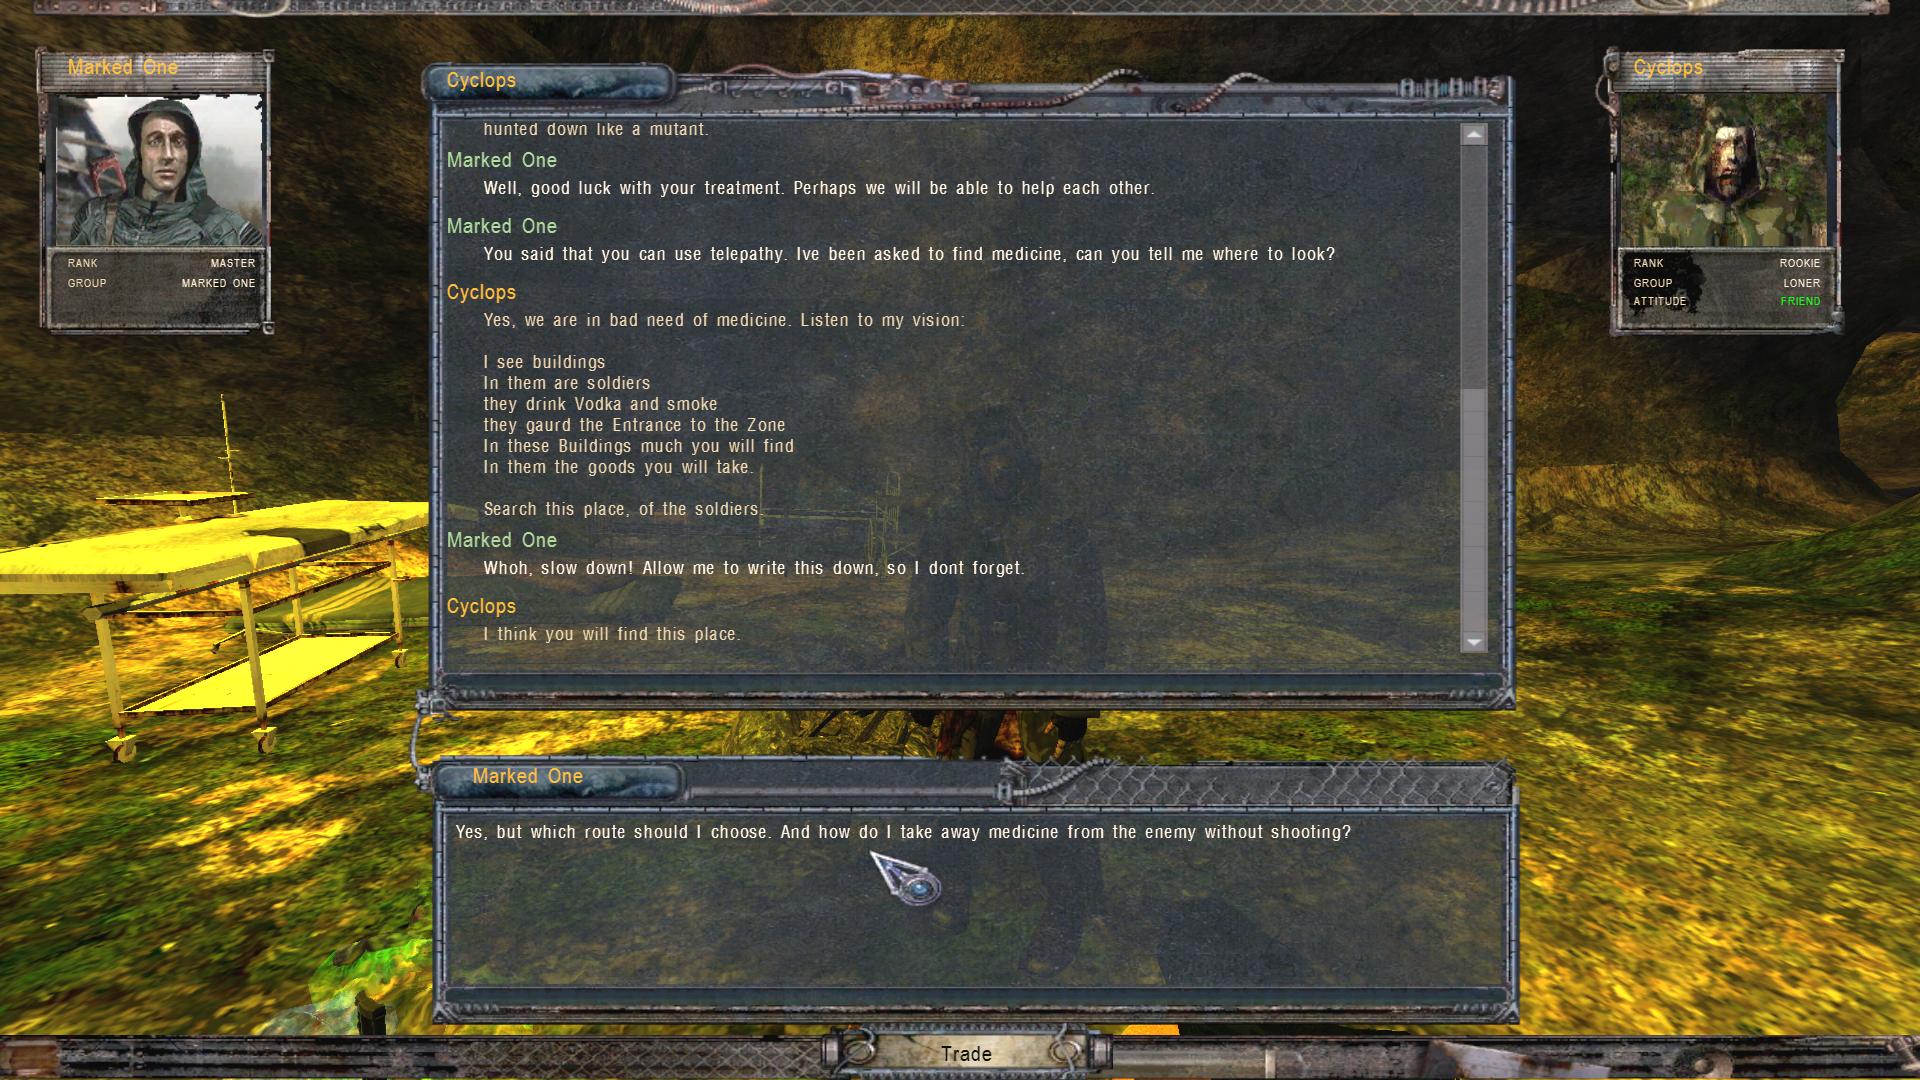 Marked One
RANK MASTER
GROUP MARKED ONE
Cyclops
hunted down like a mutant.
Marked One
Well, good luck with your treatment. Perhaps we will be able to help each other.
Marked One
You said that you can use telepathy. Ive been asked to find medicine, can you tell me where to look?
Cyclops
Yes, we are in bad need of medicine. Listen to my vision:
I see buildings
In them are soldiers
they drink Vodka and smoke
they gaurd the Entrance to the Zone
In these Buildings much you will find
In them the goods you will take.
Search this place, of the soldiers.
Marked One
Whoh, slow down! Allow me to write this down, so I dont forget.
Cyclops
I think you will find this place.
Cyclops
RANK ROOKIE
GROUP LONER
ATTITUDE FRIEND
Marked One
Yes, but which route should I choose. And how do I take away medicine from the enemy without shooting?
Trade